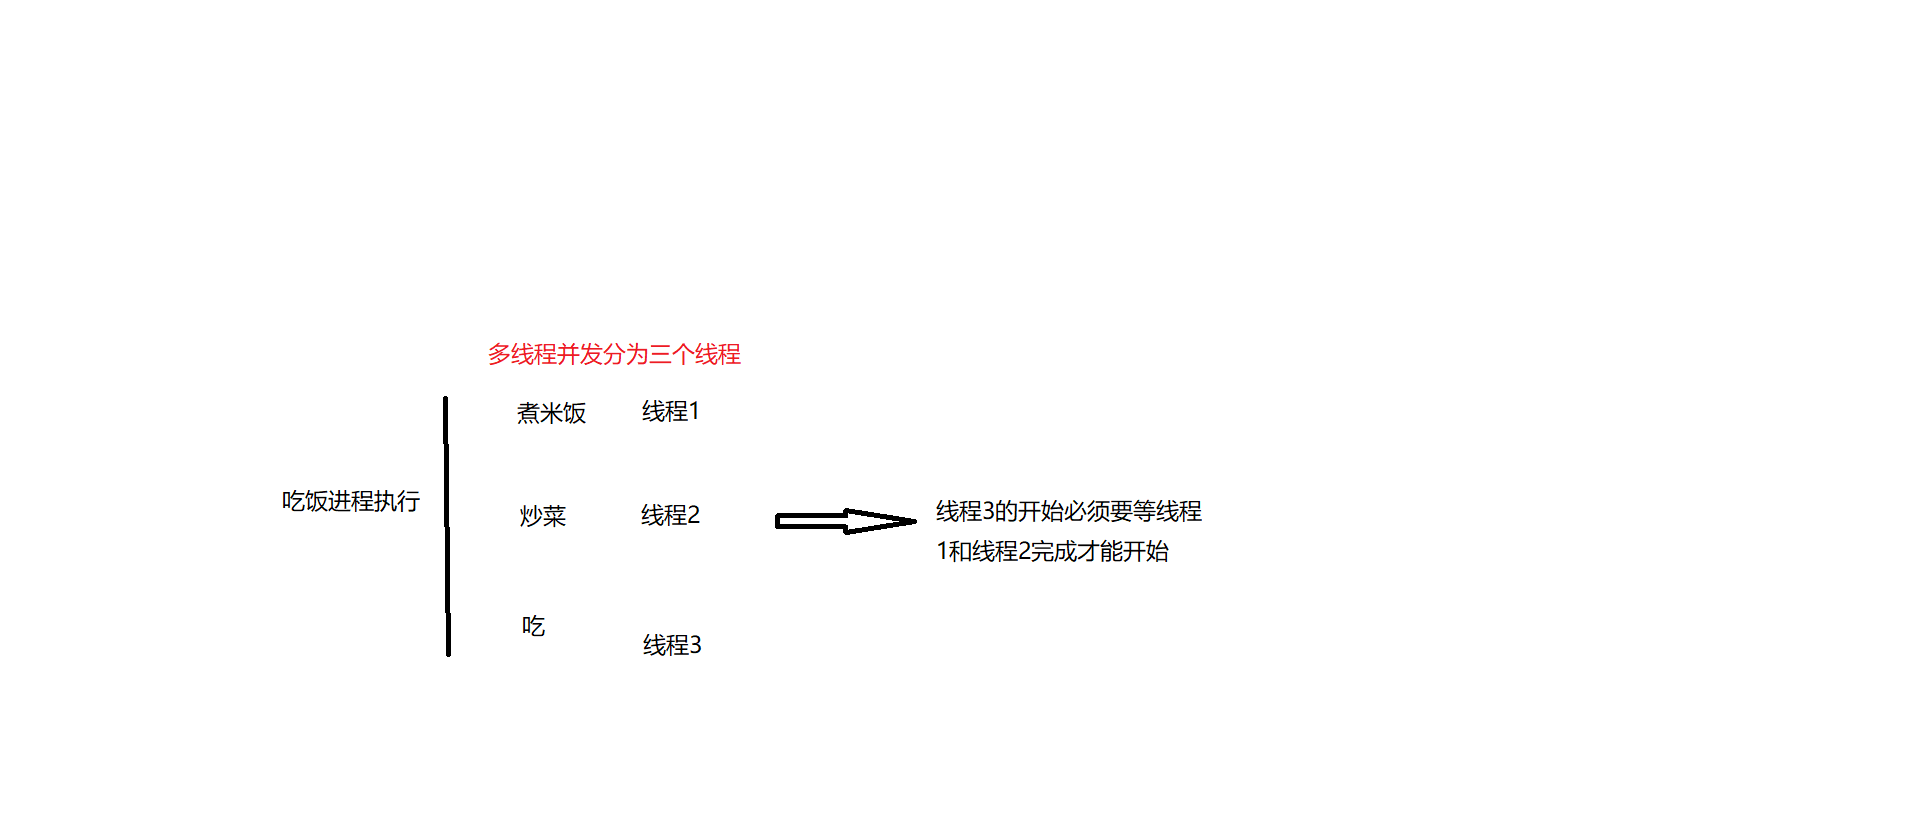 多线程并发分为三个线程
煮米饭 线程1
吃饭进程执行
炒菜 线程2
线程3的开始必须要等线程
1和线程2完成才能开始
吃
线程3